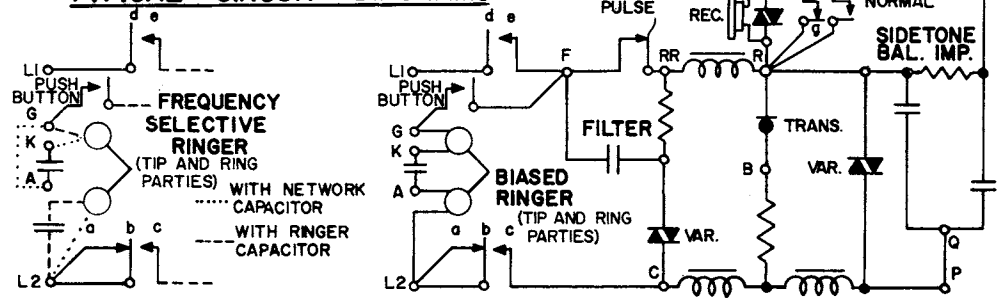 TYPICAL CIRCUIT
PULSE
REC.
NORMAL
g
d e
d e
F
RR
R
SIDETONE
BAL. IMP.
L1
L1
PUSH
BUTTON
PUSH
BUTTON
FREQUENCY
SELECTIVE
RINGER
(TIP AND RING
PARTIES)
G
K
A
G
K
A
FILTER
TRANS.
B
VAR.
BIASED
RINGER
(TIP AND RING
PARTIES)
WITH NETWORK
CAPACITOR
WITH RINGER
CAPACITOR
a b c
a b c
VAR.
C
Q
P
L2
L2